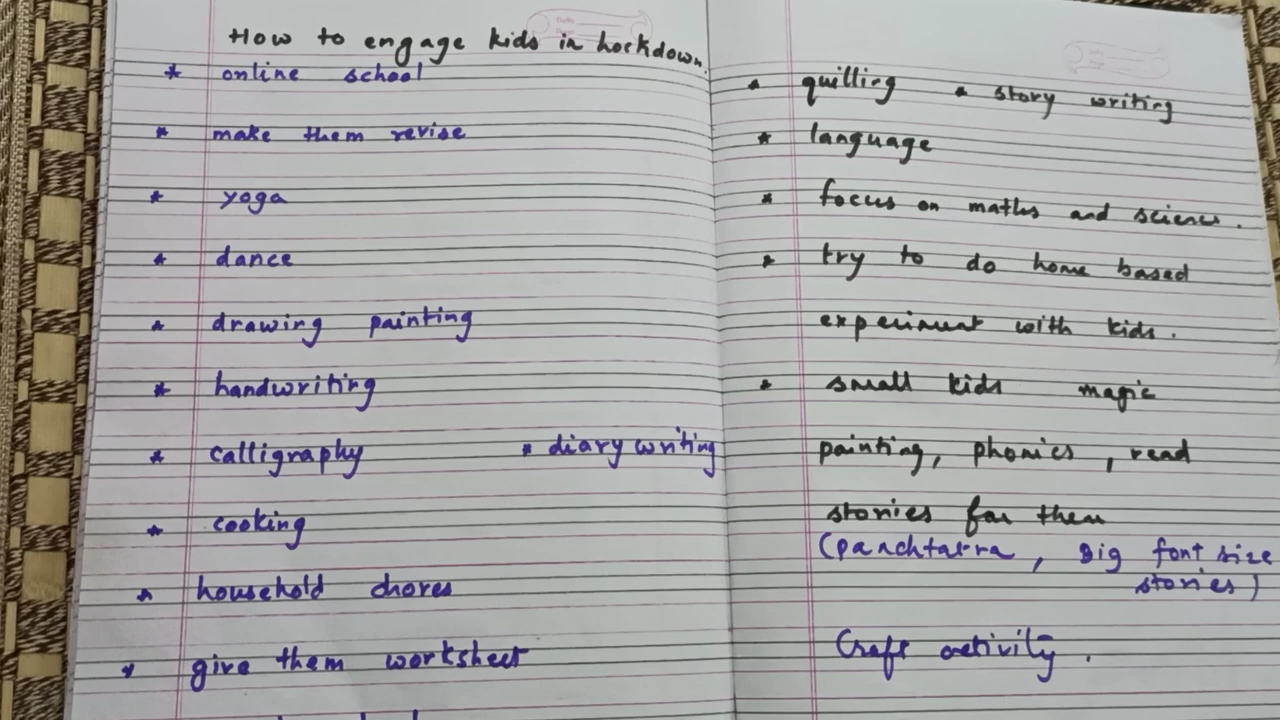 How to engage kids in Lockdown.
* online school
* make them revise
* yoga
* dance
* drawing painting
* handwriting
* calligraphy * diary writing
* cooking
* household chores
* give them worksheet
* quilling * story writing
* language
* focus on maths and science.
* try to do home based
experiment with kids.
* small kids magic
painting, phonics, read
stories for them
(panchtatra, Big font size
stories)
Craft activity.